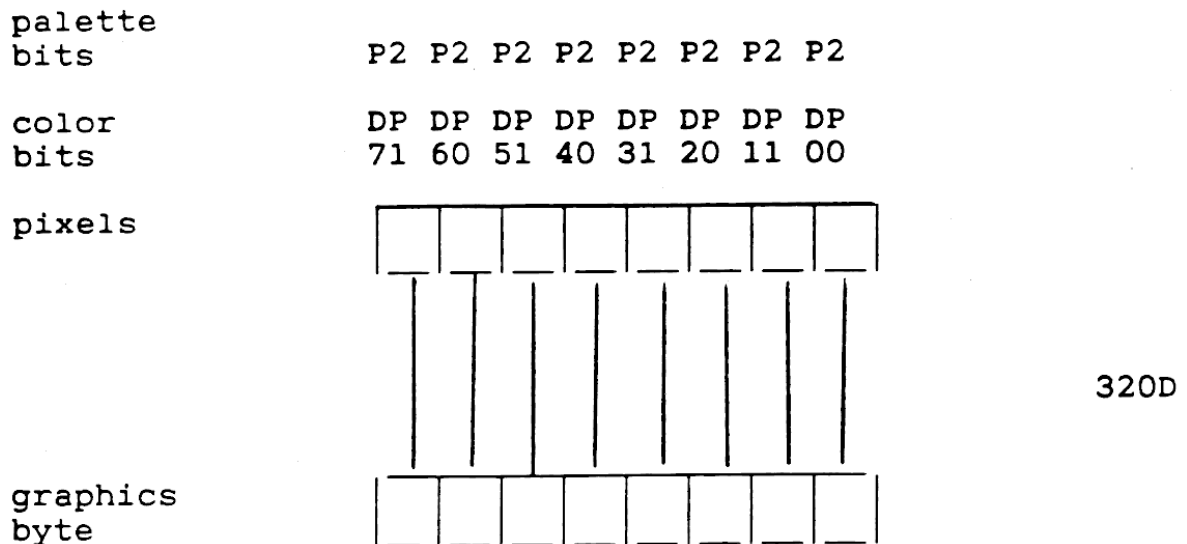 palette
bits P2 P2 P2 P2 P2 P2 P2 P2
color DP DP DP DP DP DP DP DP
bits 71 60 51 40 31 20 11 00
pixels
320D
graphics
byte